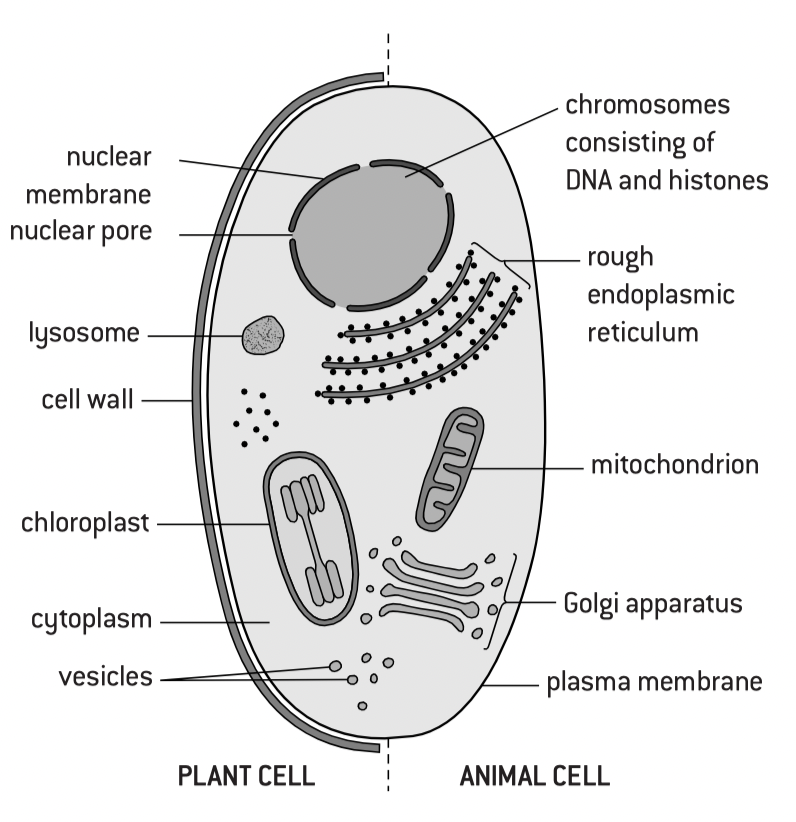 chromosomes
consisting of
DNA and histones
nuclear
membrane
nuclear pore
rough
endoplasmic
reticulum
lysosome
cell wall
mitochondrion
chloroplast
Golgi apparatus
cytoplasm
vesicles
plasma membrane
PLANT CELL
ANIMAL CELL